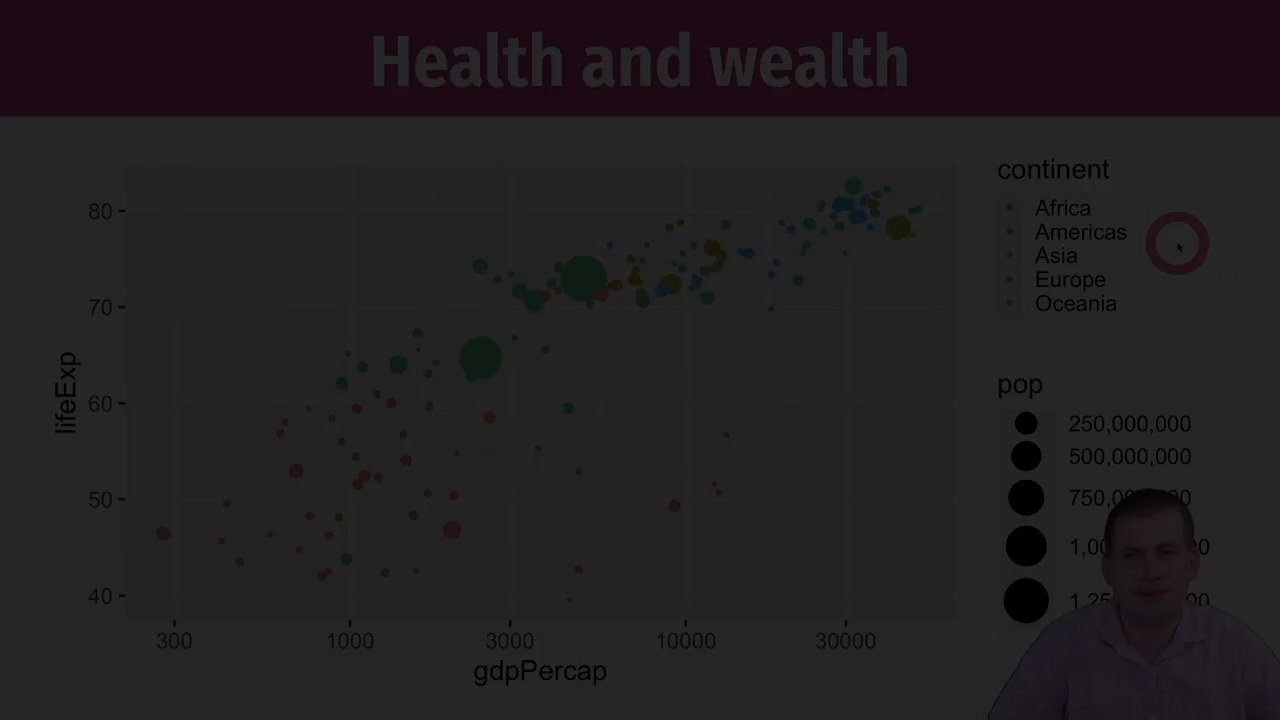 Health and wealth
continent
Africa
Americas
Asia
Europe
Oceania
pop
250,000,000
500,000,000
lifeExp
80
70
60
50
40
300
1000
3000
10000
30000
gdpPercap